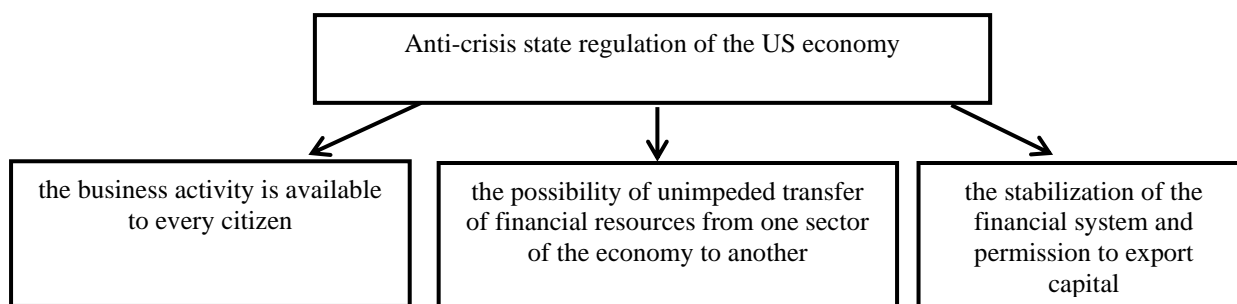 Anti-crisis state regulation of the US economy
the business activity is available
to every citizen
the possibility of unimpeded transfer
of financial resources from one sector
of the economy to another
the stabilization of the
financial system and
permission to export
capital